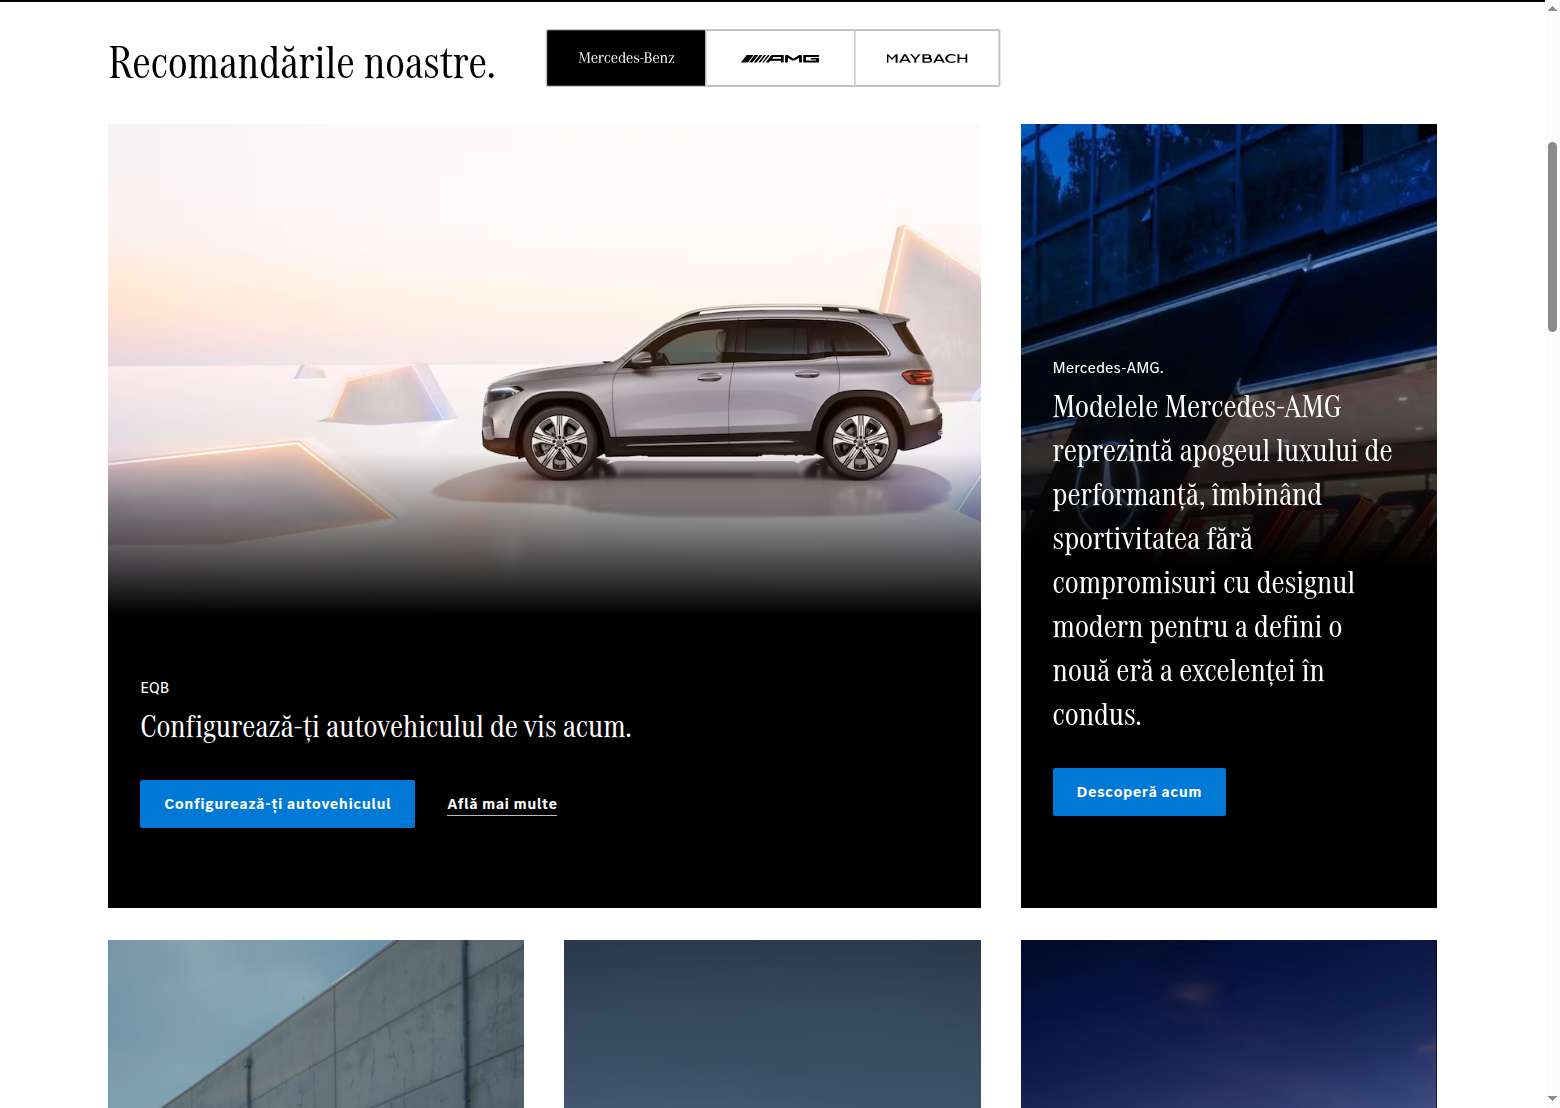 Recomandările noastre.
Mercedes-Benz
AMG
MAYBACH
EQB
Configurează-ți autovehiculul de vis acum.
Configurează-ți autovehiculul
Află mai multe
Mercedes-AMG.
Modelele Mercedes-AMG
reprezintă apogeul luxului de
performanță, îmbinând
sportivitatea fără
compromisuri cu designul
modern pentru a defini o
nouă eră a excelenței în
condus.
Descoperă acum